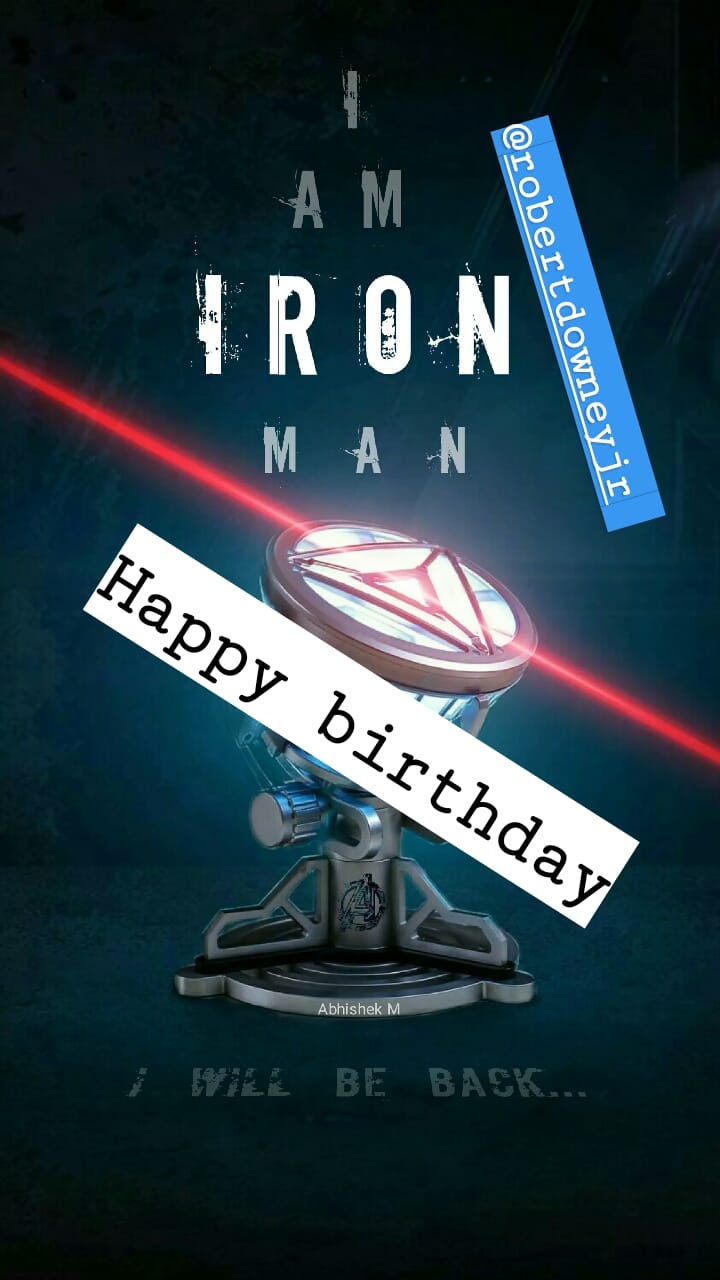 I
AM
IRON
MAN
@robertdowneyjr
Happy birthday
Abhishek M
I WILL BE BACK...